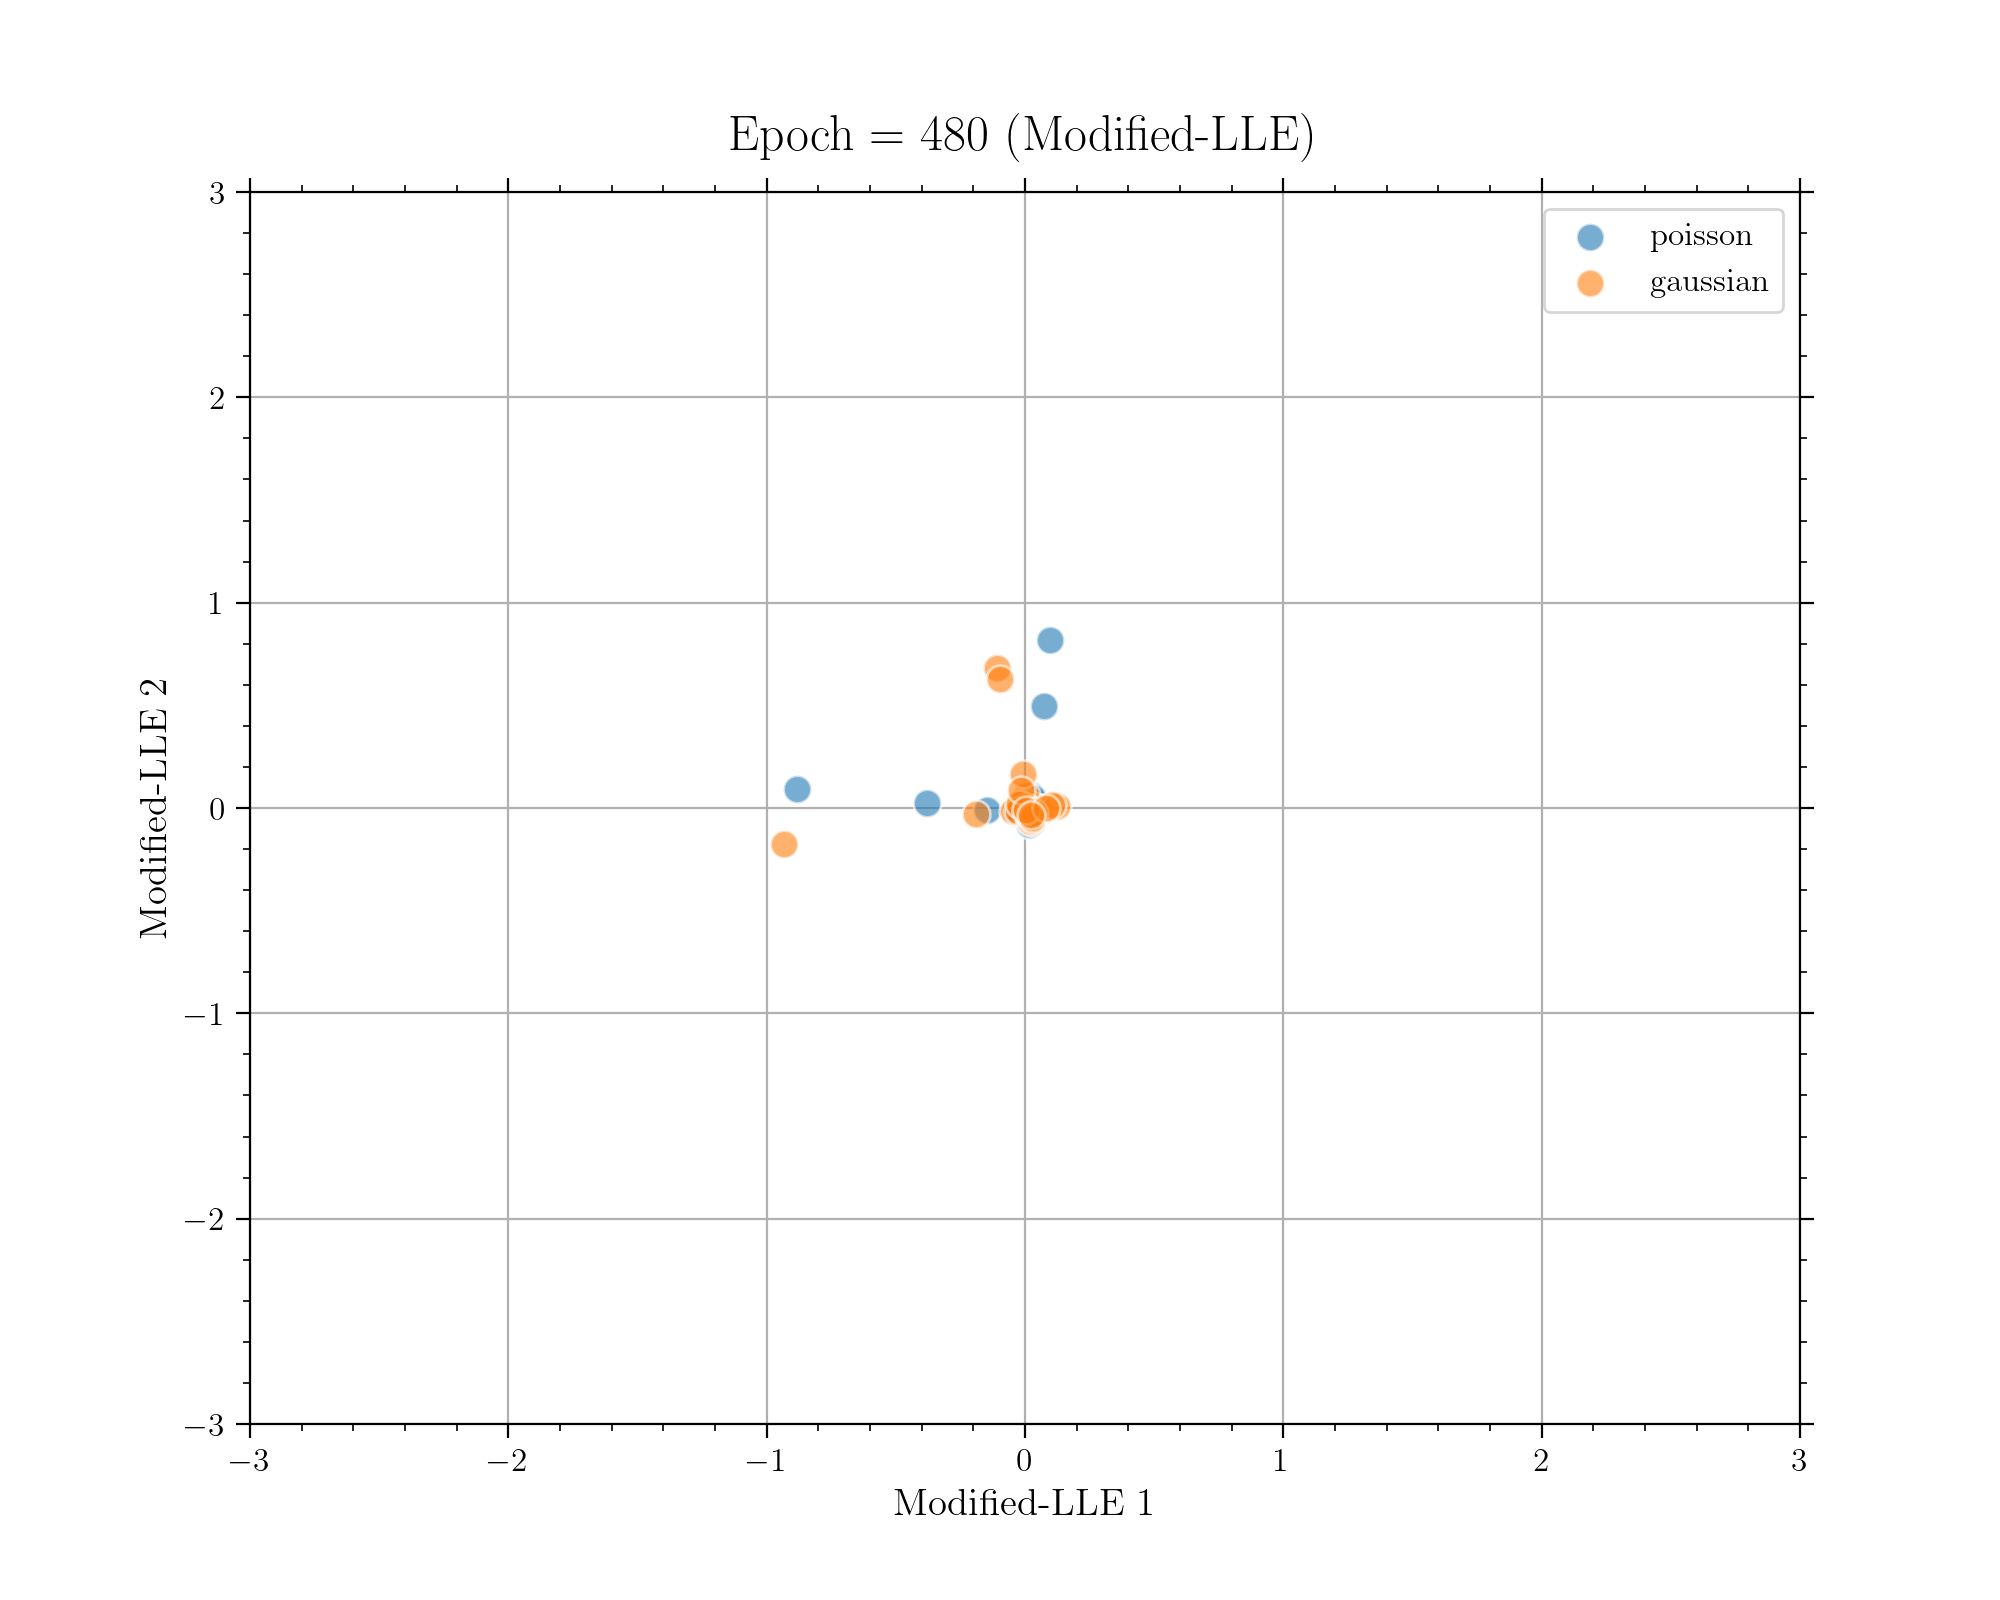 Epoch = 480 (Modified-LLE)
poisson
gaussian
3
2
1
0
−1
−2
−3
Modified-LLE 2
−3
−2
−1
0
1
2
3
Modified-LLE 1